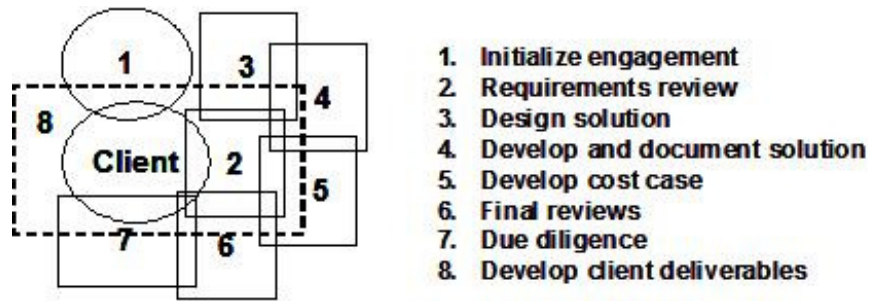 1
3
4
8
Client
2
5
7
6
1. Initialize engagement
2. Requirements review
3. Design solution
4. Develop and document solution
5. Develop cost case
6. Final reviews
7. Due diligence
8. Develop client deliverables